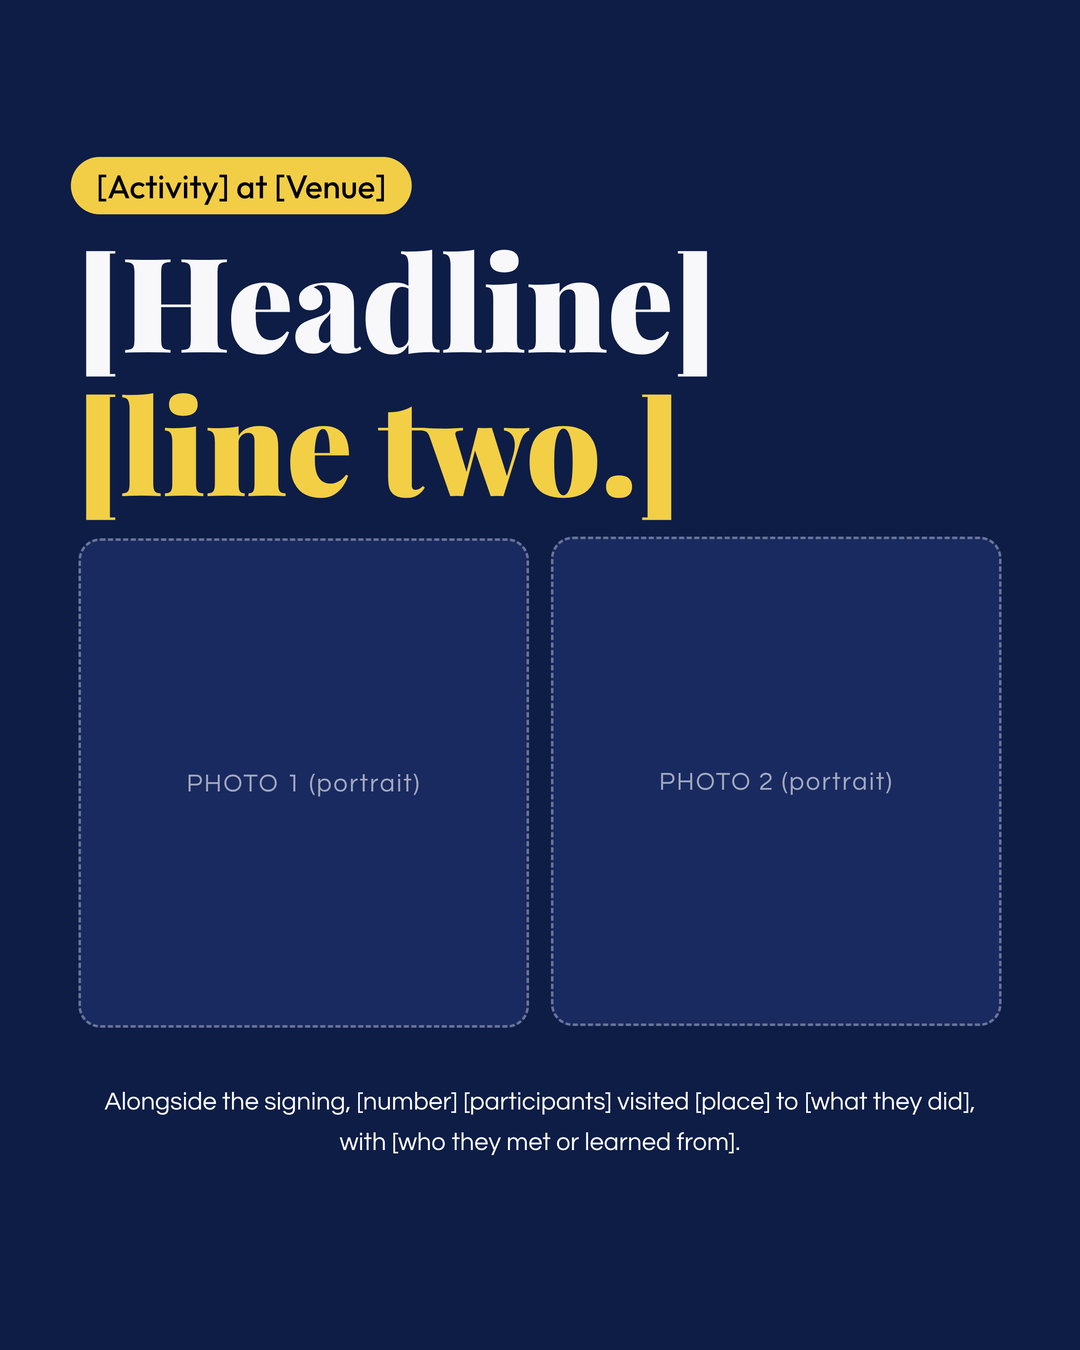 [Activity] at [Venue]
[Headline]
[line two.]
PHOTO 1 (portrait)
PHOTO 2 (portrait)
Alongside the signing, [number] [participants] visited [place] to [what they did],
with [who they met or learned from].